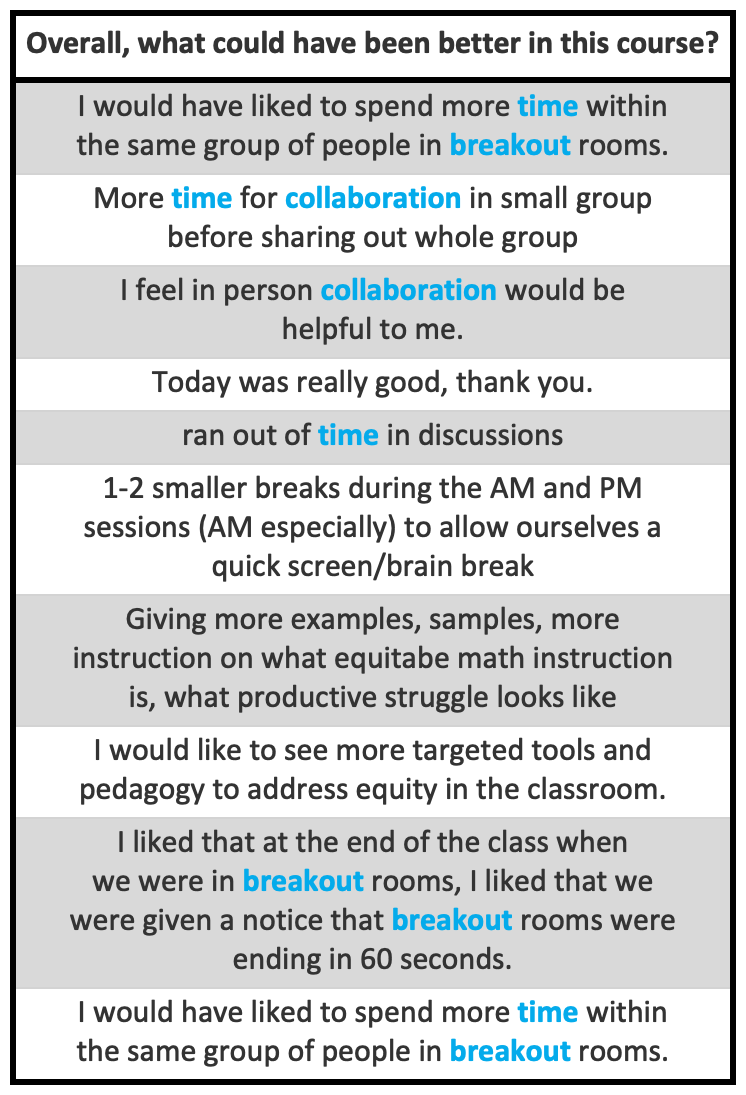 Overall, what could have been better in this course?
I would have liked to spend more time within
the same group of people in breakout rooms.
More time for collaboration in small group
before sharing out whole group
I feel in person collaboration would be
helpful to me.
Today was really good, thank you.
ran out of time in discussions
1-2 smaller breaks during the AM and PM
sessions (AM especially) to allow ourselves a
quick screen/brain break
Giving more examples, samples, more
instruction on what equitabe math instruction
is, what productive struggle looks like
I would like to see more targeted tools and
pedagogy to address equity in the classroom.
I liked that at the end of the class when
we were in breakout rooms, I liked that we
were given a notice that breakout rooms were
ending in 60 seconds.
I would have liked to spend more time within
the same group of people in breakout rooms.